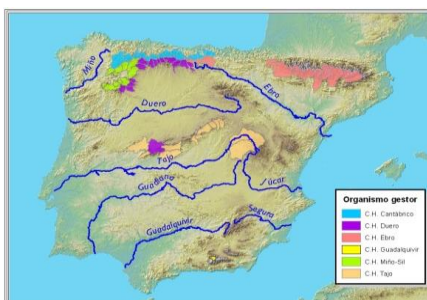 Miño
Ebro
Duero
Tajo
Guadiana
Júcar
Segura
Guadalquivir
Organismo gestor
C.H. Cantábrico
C.H. Duero
C.H. Ebro
C.H. Guadalquivir
C.H. Miño-Sil
C.H. Tajo